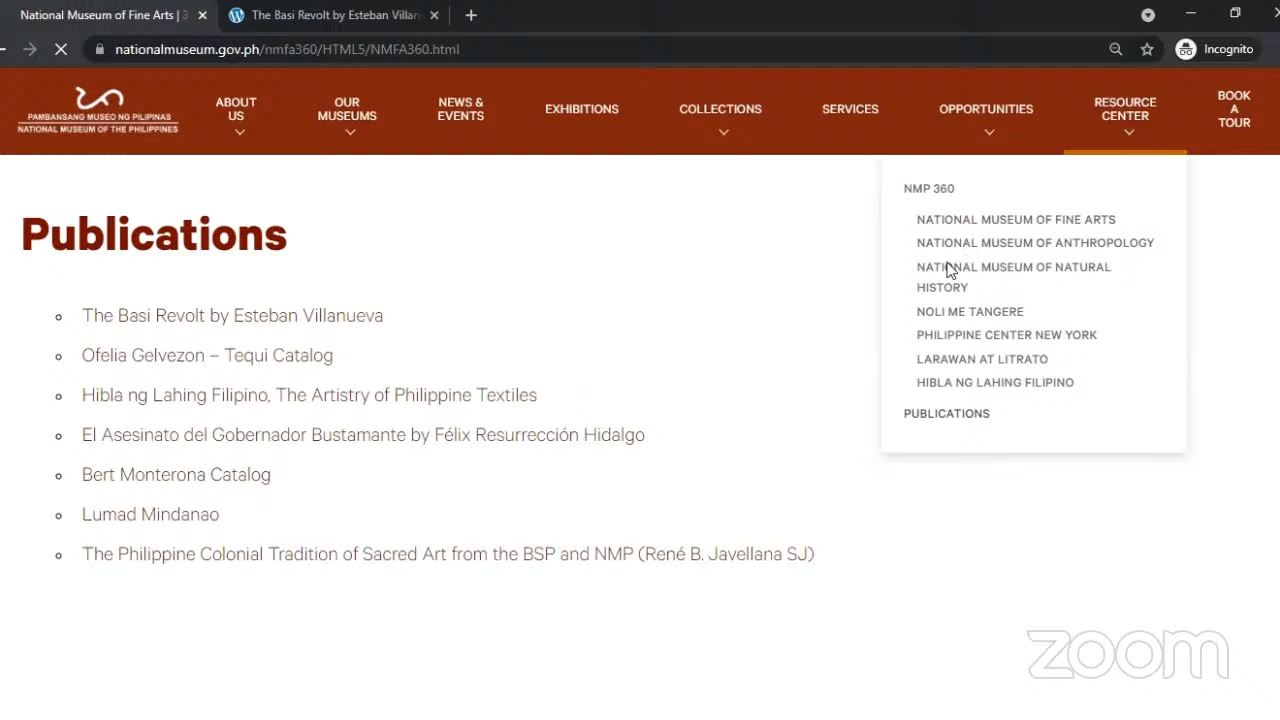 National Museum of Fine Arts | 3
The Basi Revolt by Esteban Villan
nationalmuseum.gov.ph/nmfa360/HTML5/NMFA360.html
Incognito
PAMBANSANG MUSEO NG PILIPINAS
NATIONAL MUSEUM OF THE PHILIPPINES
ABOUT
US
OUR
MUSEUMS
NEWS &
EVENTS
EXHIBITIONS
COLLECTIONS
SERVICES
OPPORTUNITIES
RESOURCE
CENTER
BOOK
A
TOUR
NMP 360
NATIONAL MUSEUM OF FINE ARTS
NATIONAL MUSEUM OF ANTHROPOLOGY
NATIONAL MUSEUM OF NATURAL
HISTORY
NOLI ME TANGERE
PHILIPPINE CENTER NEW YORK
LARAWAN AT LITRATO
HIBLA NG LAHING FILIPINO
PUBLICATIONS
Publications
The Basi Revolt by Esteban Villanueva
Ofelia Gelvezon – Tequi Catalog
Hibla ng Lahing Filipino, The Artistry of Philippine Textiles
El Asesinato del Gobernador Bustamante by Félix Resurrección Hidalgo
Bert Monterona Catalog
Lumad Mindanao
The Philippine Colonial Tradition of Sacred Art from the BSP and NMP (René B. Javellana SJ)
zoom